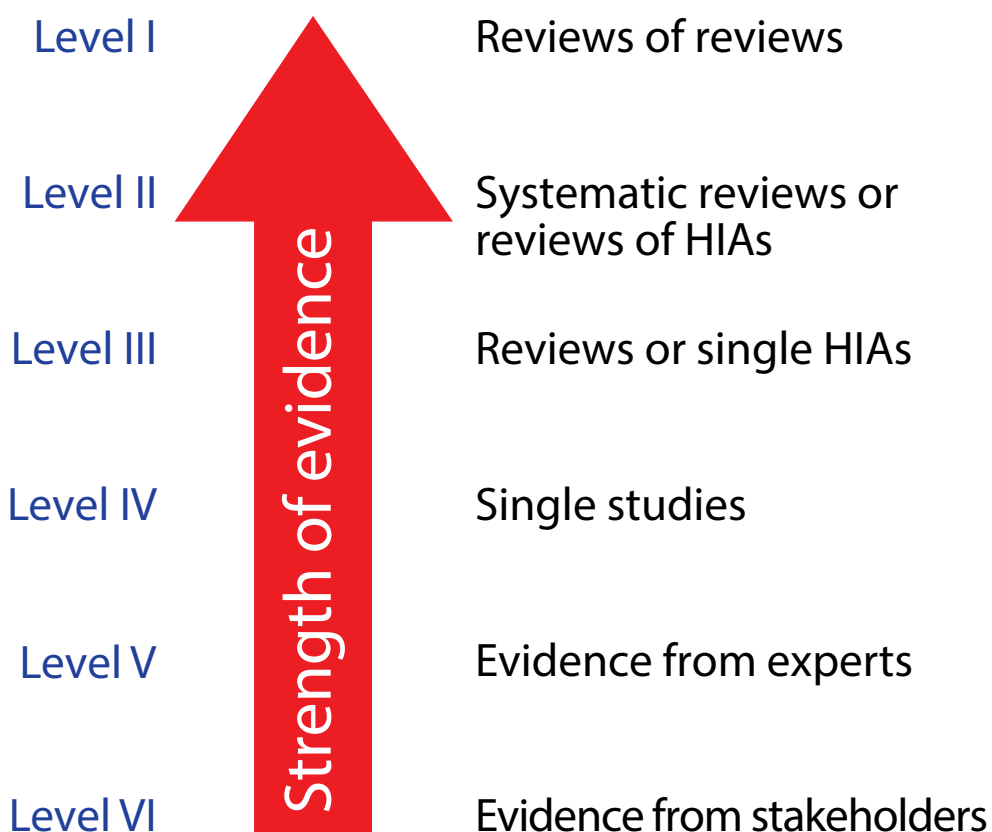 Level I
Reviews of reviews
Level II
Systematic reviews or
reviews of HIAs
Level III
Reviews or single HIAs
Level IV
Single studies
Level V
Evidence from experts
Level VI
Evidence from stakeholders
Strength of evidence